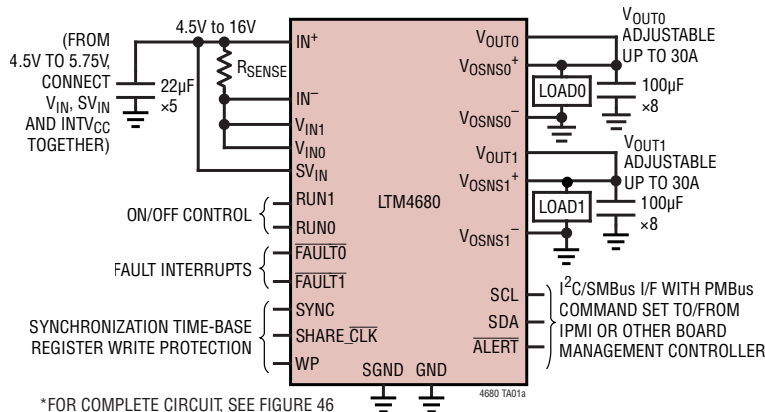 4.5V to 16V
(FROM
4.5V TO 5.75V,
CONNECT
VIN, SVIN
AND INTVCC
TOGETHER)
22µF
×5
RSENSE
IN+
IN–
VIN1
VIN0
SVIN
ON/OFF CONTROL
RUN1
RUN0
FAULT INTERRUPTS
FAULT0
FAULT1
SYNCHRONIZATION TIME-BASE
REGISTER WRITE PROTECTION
SYNC
SHARE_CLK
WP
LTM4680
SGND GND
VOUT0
VOSNS0+
VOSNS0–
VOUT1
VOSNS1+
VOSNS1–
SCL
SDA
ALERT
VOUT0
ADJUSTABLE
UP TO 30A
LOAD0
100µF
×8
VOUT1
ADJUSTABLE
UP TO 30A
LOAD1
100µF
×8
I2C/SMBus I/F WITH PMBus
COMMAND SET TO/FROM
IPMI OR OTHER BOARD
MANAGEMENT CONTROLLER
4680 TA01a
*FOR COMPLETE CIRCUIT, SEE FIGURE 46